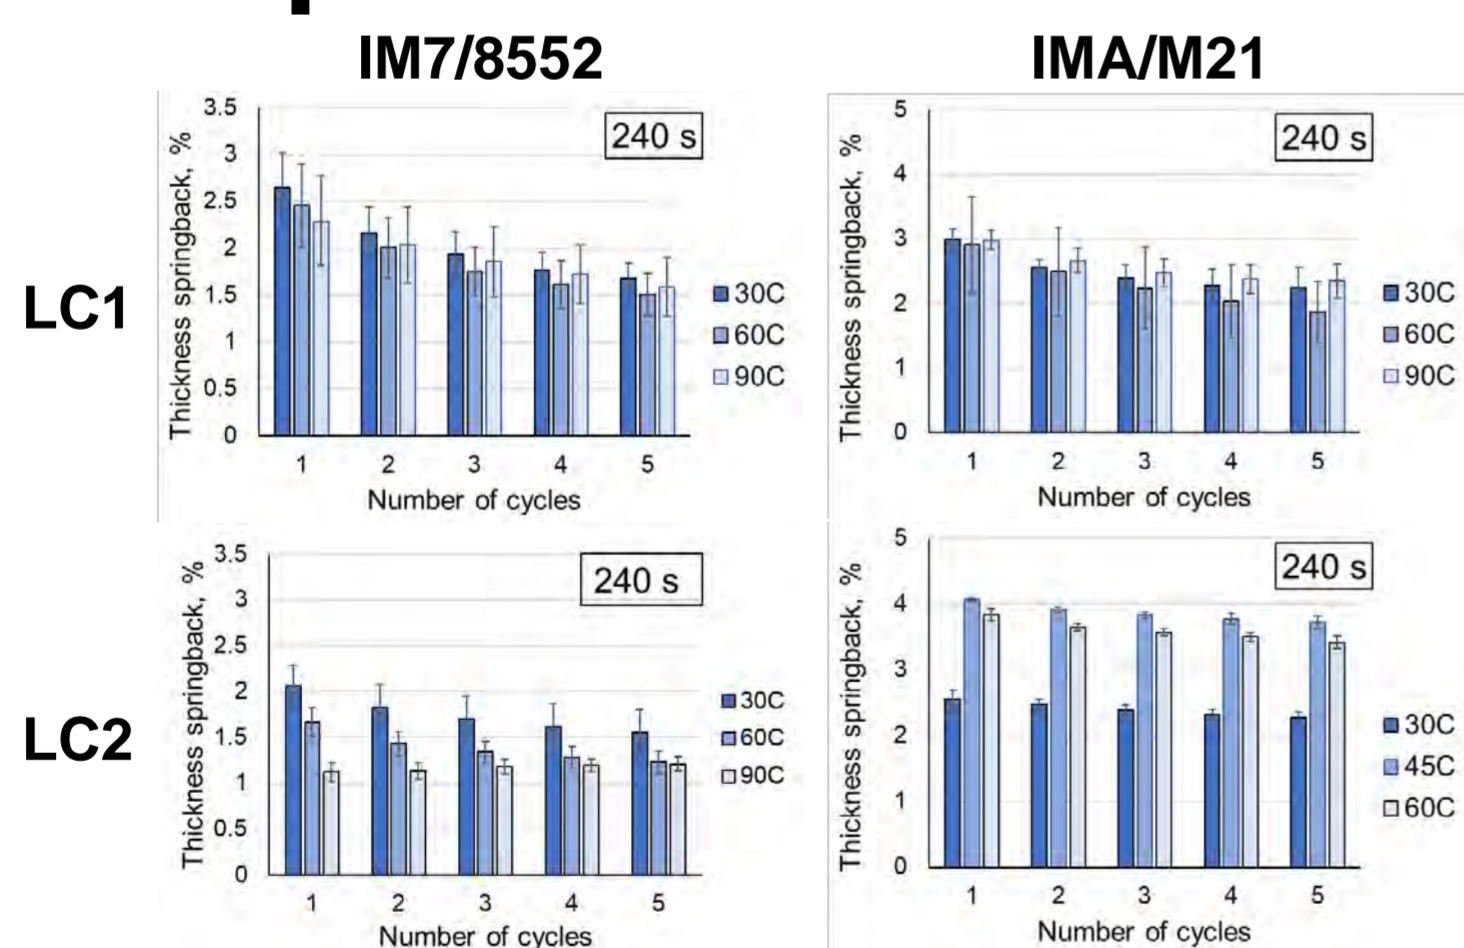 IM7/8552
IMA/M21
LC1
Thickness springback, %
3.5
3
2.5
2
1.5
1
0.5
0
240 s
30C
60C
90C
1 2 3 4 5
Number of cycles
Thickness springback, %
5
4
3
2
1
0
240 s
30C
60C
90C
1 2 3 4 5
Number of cycles
LC2
Thickness springback, %
3.5
3
2.5
2
1.5
1
0.5
0
240 s
30C
60C
90C
1 2 3 4 5
Number of cycles
Thickness springback, %
5
4
3
2
1
0
240 s
30C
45C
60C
1 2 3 4 5
Number of cycles